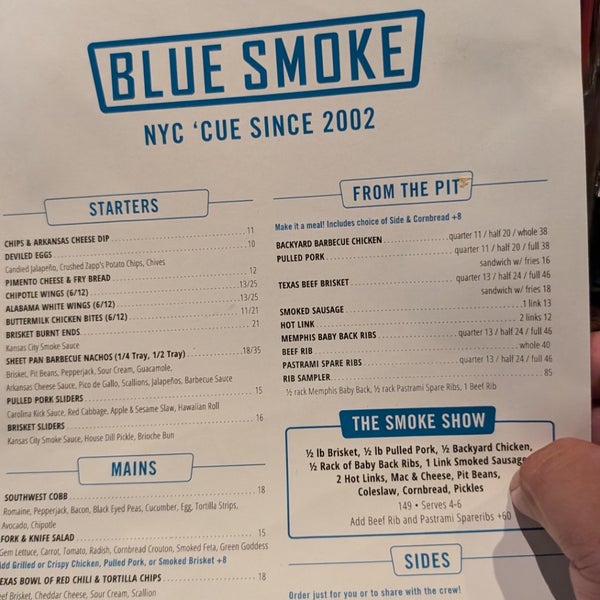 BLUE SMOKE
NYC 'CUE SINCE 2002
STARTERS
CHIPS & ARKANSAS CHEESE DIP 11
DEVILED EGGS 10
Candied Jalapeño, Crushed Zapp's Potato Chips, Chives
PIMENTO CHEESE & FRY BREAD 12
CHIPOTLE WINGS (6/12) 13/25
ALABAMA WHITE WINGS (6/12) 13/25
BUTTERMILK CHICKEN BITES (6/12) 11/21
BRISKET BURNT ENDS 21
Kansas City Smoke Sauce
SHEET PAN BARBECUE NACHOS (1/4 Tray, 1/2 Tray) 18/35
Brisket, Pit Beans, Pepperjack, Sour Cream, Guacamole,
Arkansas Cheese Sauce, Pico de Gallo, Scallions, Jalapeños, Barbecue Sauce
PULLED PORK SLIDERS 15
Carolina Kick Sauce, Red Cabbage, Apple & Sesame Slaw, Hawaiian Roll
BRISKET SLIDERS 16
Kansas City Smoke Sauce, House Dill Pickle, Brioche Bun
MAINS
SOUTHWEST COBB 18
Romaine, Pepperjack, Bacon, Black Eyed Peas, Cucumber, Egg, Tortilla Strips,
Avocado, Chipotle
FORK & KNIFE SALAD 15
Gem Lettuce, Carrot, Tomato, Radish, Cornbread Crouton, Smoked Feta, Green Goddess
Add Grilled or Crispy Chicken, Pulled Pork, or Smoked Brisket +8
TEXAS BOWL OF RED CHILI & TORTILLA CHIPS 18
Beef Brisket, Cheddar Cheese, Sour Cream, Scallion
FROM THE PIT
Make it a meal! Includes choice of Side & Cornbread +8
BACKYARD BARBECUE CHICKEN quarter 11 / half 20 / whole 38
PULLED PORK quarter 11 / half 20 / full 38
sandwich w/ fries 16
TEXAS BEEF BRISKET quarter 13 / half 24 / full 46
sandwich w/ fries 18
SMOKED SAUSAGE 1 link 13
HOT LINK 2 links 12
MEMPHIS BABY BACK RIBS quarter 13 / half 24 / full 46
BEEF RIB whole 40
PASTRAMI SPARE RIBS quarter 13 / half 24 / full 46
RIB SAMPLER 85
½ rack Memphis Baby Back, ½ rack Pastrami Spare Ribs, 1 Beef Rib
THE SMOKE SHOW
½ lb Brisket, ½ lb Pulled Pork, ½ Backyard Chicken,
½ Rack of Baby Back Ribs, 1 Link Smoked Sausage,
2 Hot Links, Mac & Cheese, Pit Beans,
Coleslaw, Cornbread, Pickles
149 • Serves 4-6
Add Beef Rib and Pastrami Spareribs +60
SIDES
Order just for you or to share with the crew!